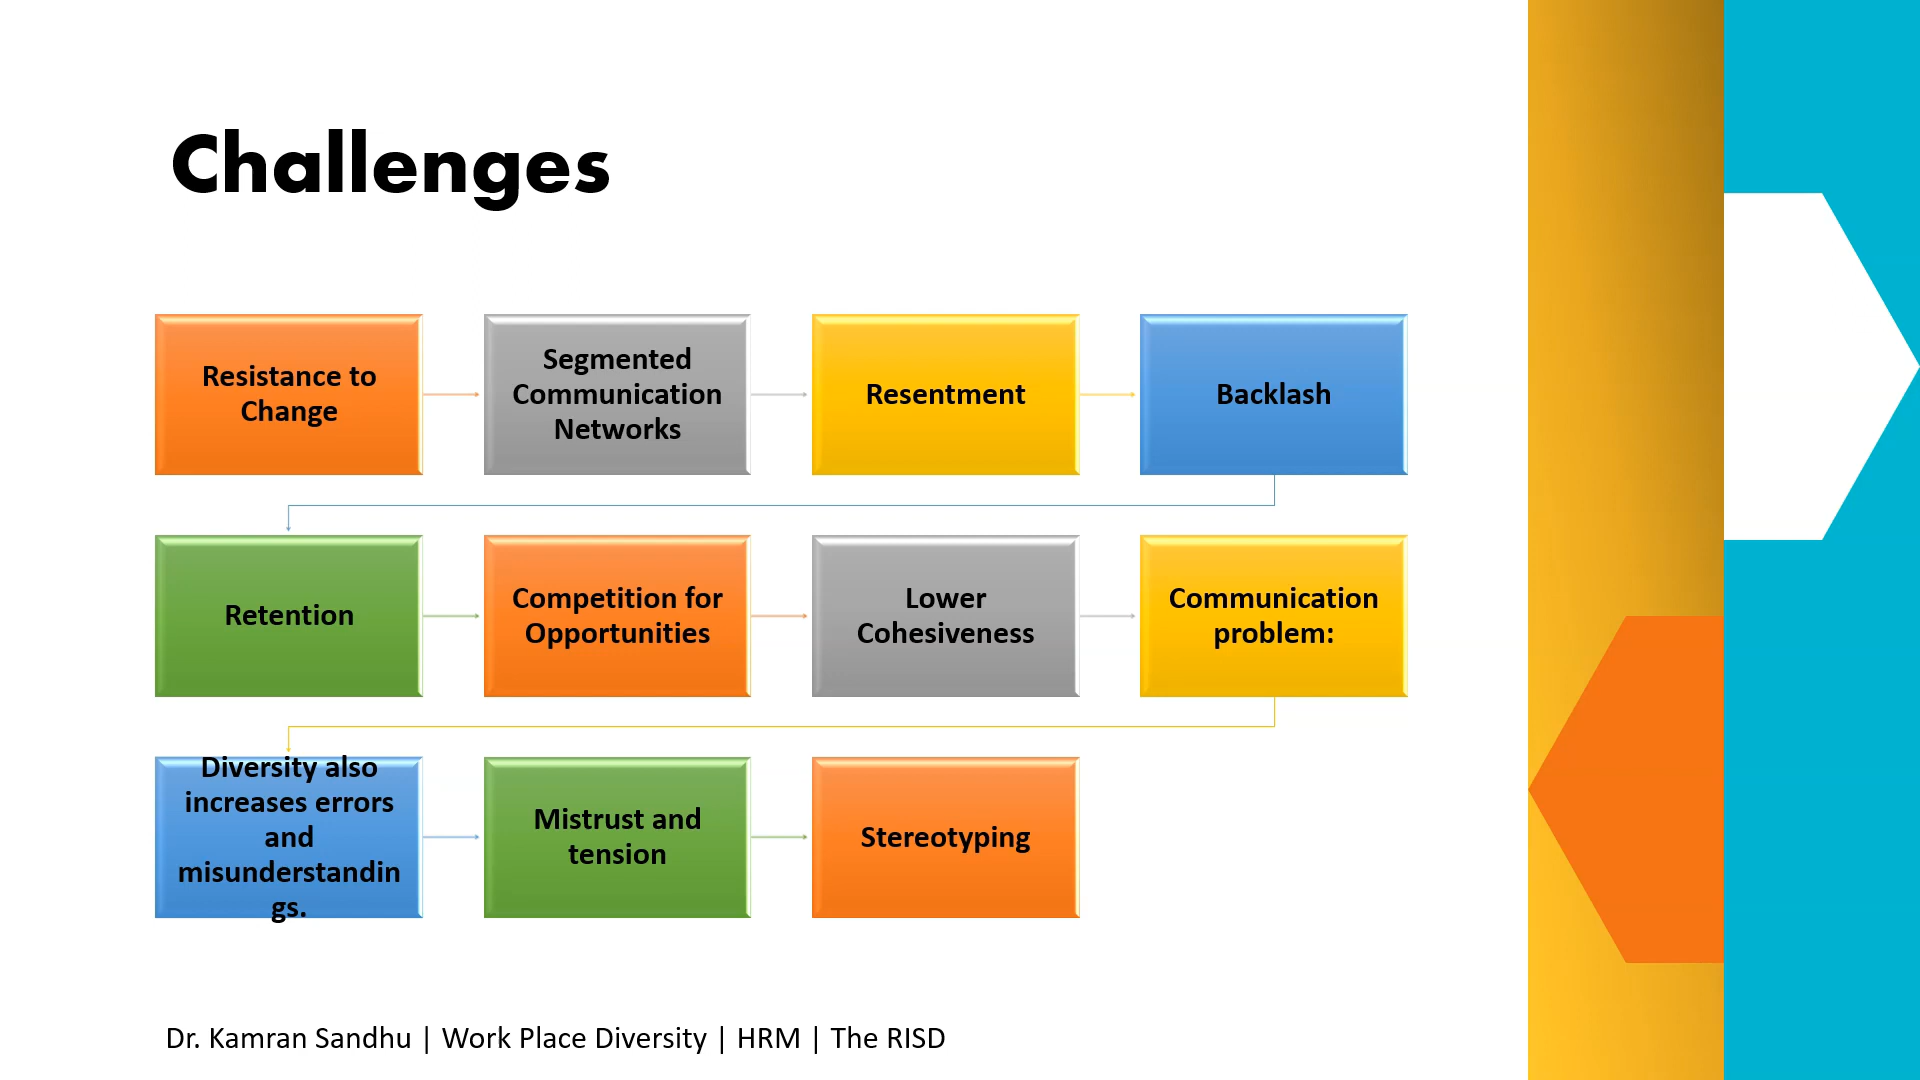 Challenges
Resistance to
Change
Segmented
Communication
Networks
Resentment
Backlash
Retention
Competition for
Opportunities
Lower
Cohesiveness
Communication
problem:
Diversity also
increases errors
and
misunderstandin
gs.
Mistrust and
tension
Stereotyping
Dr. Kamran Sandhu | Work Place Diversity | HRM | The RISD